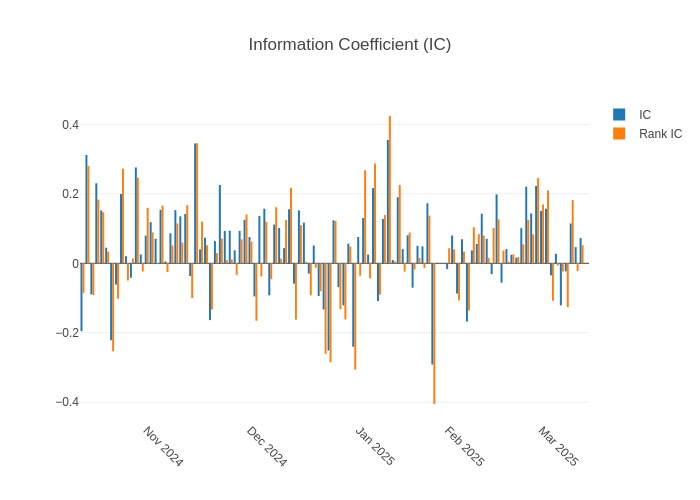 Information Coefficient (IC)
IC
Rank IC
0.4
0.2
0
−0.2
−0.4
Nov 2024
Dec 2024
Jan 2025
Feb 2025
Mar 2025